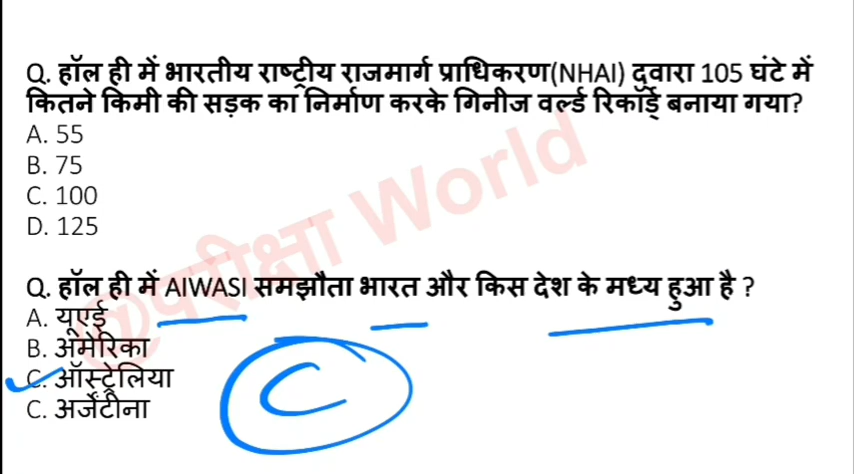 Q. हॉल ही में भारतीय राष्ट्रीय राजमार्ग प्राधिकरण(NHAI) द्वारा 105 घंटे में
कितने किमी की सड़क का निर्माण करके गिनीज वर्ल्ड रिकॉर्ड बनाया गया?
A. 55
B. 75
C. 100
D. 125
@परीक्षा World
Q. हॉल ही में AIWASI समझौता भारत और किस देश के मध्य हुआ है ?
A. यूएई
B. अमेरिका
C. ऑस्ट्रेलिया
C. अर्जेंटीना
C